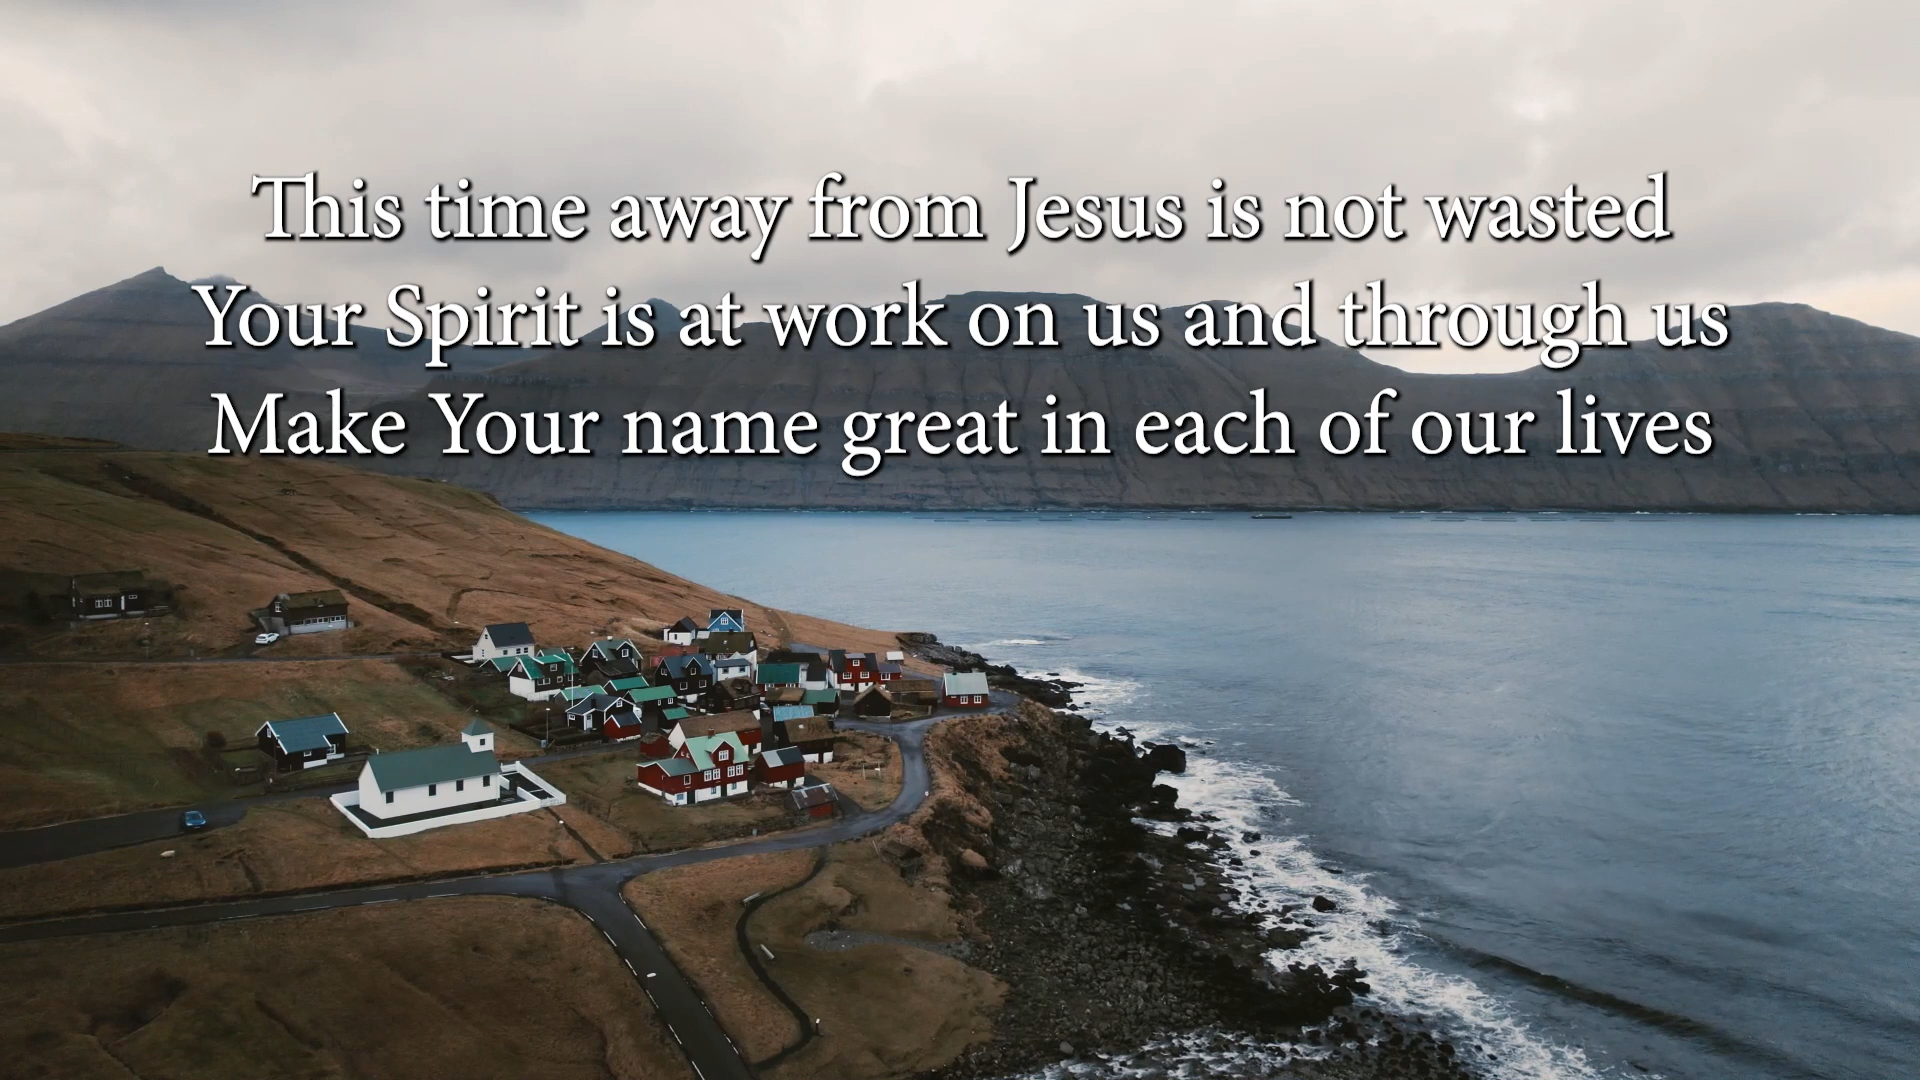 This time away from Jesus is not wasted
Your Spirit is at work on us and through us
Make Your name great in each of our lives